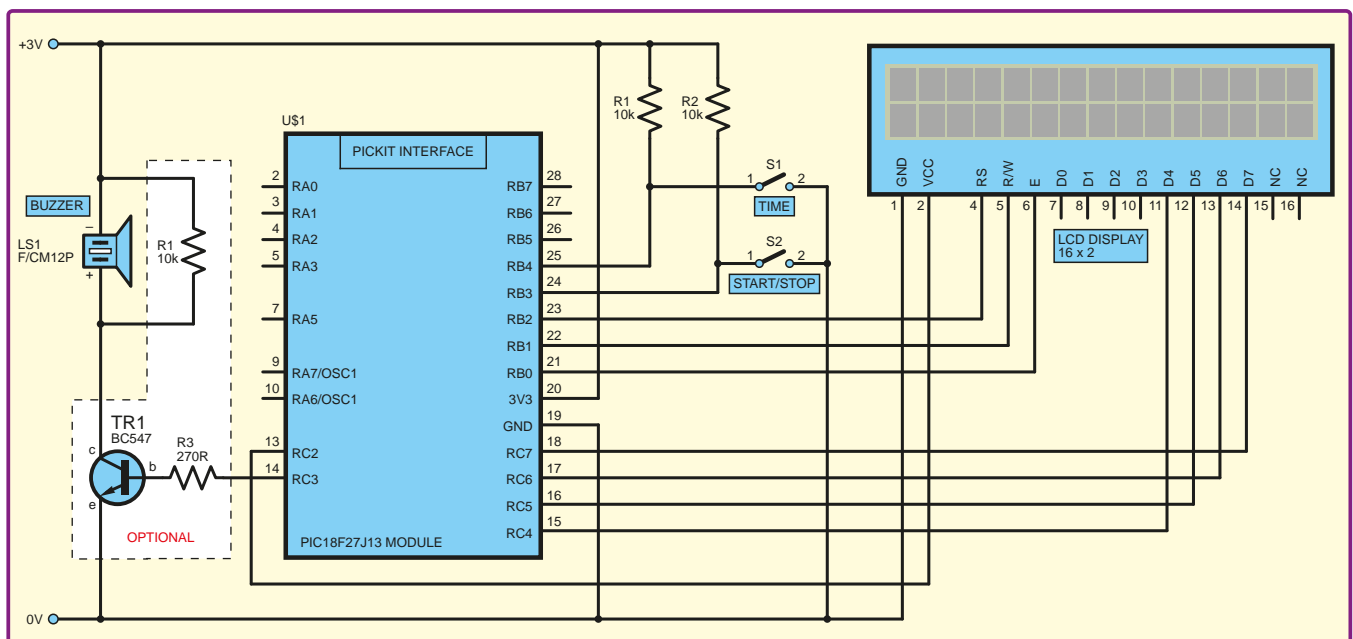 +3V
U$1
PICKIT INTERFACE
R1
10k
R2
10k
S1
1 2
TIME
S2
1 2
START/STOP
BUZZER
LS1
F/CM12P
–
+
R1
10k
TR1
BC547
c
b
e
R3
270R
OPTIONAL
2 RA0
3 RA1
4 RA2
5 RA3
7 RA5
9 RA7/OSC1
10 RA6/OSC1
13 RC2
14 RC3
RB7 28
RB6 27
RB5 26
RB4 25
RB3 24
RB2 23
RB1 22
RB0 21
3V3 20
GND 19
RC7 18
RC6 17
RC5 16
RC4 15
PIC18F27J13 MODULE
GND VCC RS R/W E D0 D1 D2 D3 D4 D5 D6 D7 NC NC
1 2 4 5 6 7 8 9 10 11 12 13 14 15 16
LCD DISPLAY
16 x 2
0V